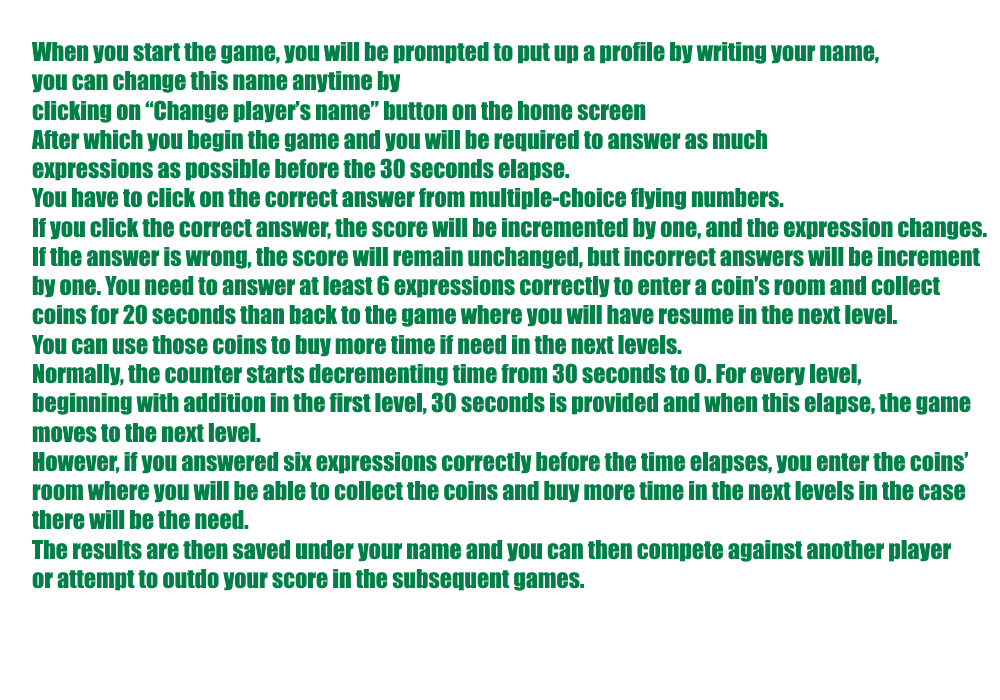 When you start the game, you will be prompted to put up a profile by writing your name,
you can change this name anytime by
clicking on “Change player’s name” button on the home screen
After which you begin the game and you will be required to answer as much
expressions as possible before the 30 seconds elapse.
You have to click on the correct answer from multiple-choice flying numbers.
If you click the correct answer, the score will be incremented by one, and the expression changes.
If the answer is wrong, the score will remain unchanged, but incorrect answers will be increment
by one. You need to answer at least 6 expressions correctly to enter a coin’s room and collect
coins for 20 seconds than back to the game where you will have resume in the next level.
You can use those coins to buy more time if need in the next levels.
Normally, the counter starts decrementing time from 30 seconds to 0. For every level,
beginning with addition in the first level, 30 seconds is provided and when this elapse, the game
moves to the next level.
However, if you answered six expressions correctly before the time elapses, you enter the coins’
room where you will be able to collect the coins and buy more time in the next levels in the case
there will be the need.
The results are then saved under your name and you can then compete against another player
or attempt to outdo your score in the subsequent games.